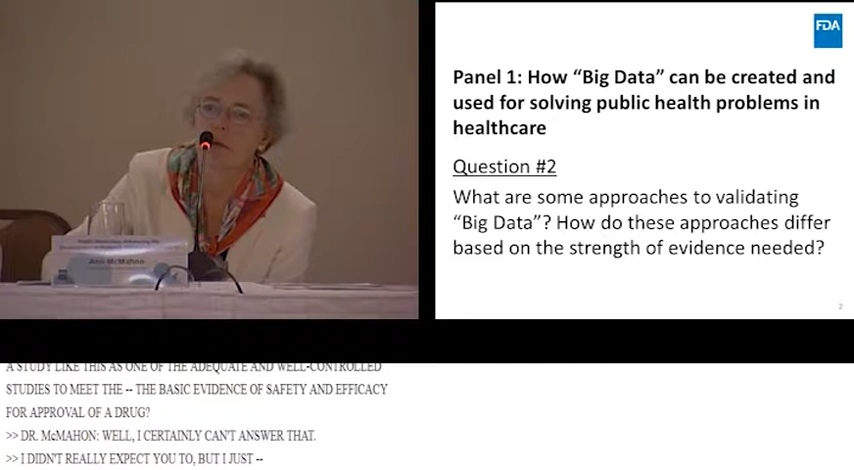 FDA
Panel 1: How “Big Data” can be created and
used for solving public health problems in
healthcare
Question #2
What are some approaches to validating
“Big Data”? How do these approaches differ
based on the strength of evidence needed?
2
Ann McMahon
A STUDY LIKE THIS AS ONE OF THE ADEQUATE AND WELL-CONTROLLED
STUDIES TO MEET THE -- THE BASIC EVIDENCE OF SAFETY AND EFFICACY
FOR APPROVAL OF A DRUG?
>> DR. McMAHON: WELL, I CERTAINLY CAN'T ANSWER THAT.
>> I DIDN'T REALLY EXPECT YOU TO, BUT I JUST --